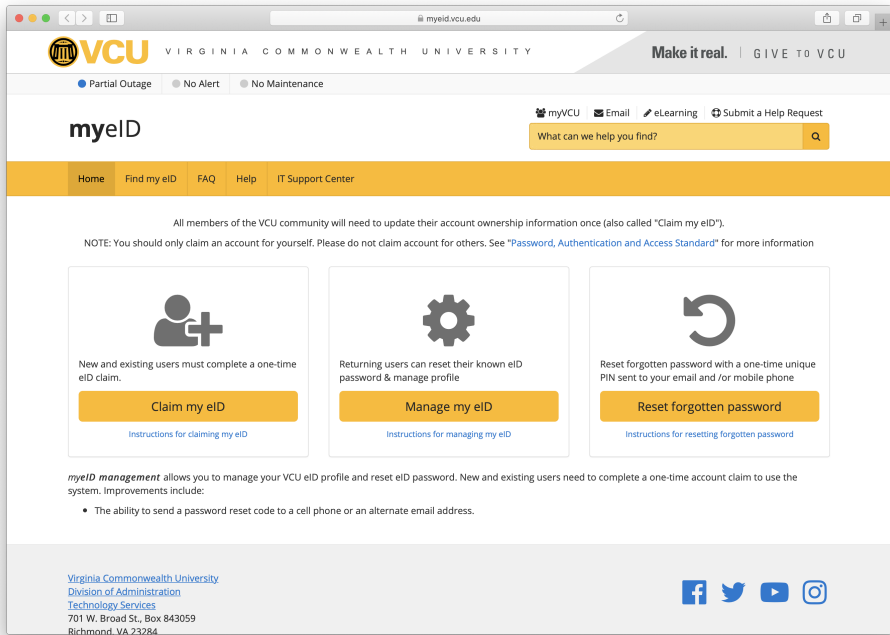 myeid.vcu.edu
VCU VIRGINIA COMMONWEALTH UNIVERSITY
Make it real. GIVE TO VCU
Partial Outage No Alert No Maintenance
myVCU Email eLearning Submit a Help Request
myeID
What can we help you find?
Home Find my eID FAQ Help IT Support Center
All members of the VCU community will need to update their account ownership information once (also called "Claim my eID").
NOTE: You should only claim an account for yourself. Please do not claim account for others. See "Password, Authentication and Access Standard" for more information
New and existing users must complete a one-time
eID claim.
Claim my eID
Instructions for claiming my eID
Returning users can reset their known eID
password & manage profile
Manage my eID
Instructions for managing my eID
Reset forgotten password with a one-time unique
PIN sent to your email and /or mobile phone
Reset forgotten password
Instructions for resetting forgotten password
myeID management allows you to manage your VCU eID profile and reset eID password. New and existing users need to complete a one-time account claim to use the
system. Improvements include:
• The ability to send a password reset code to a cell phone or an alternate email address.
Virginia Commonwealth University
Division of Administration
Technology Services
701 W. Broad St., Box 843059
Richmond, VA 23284